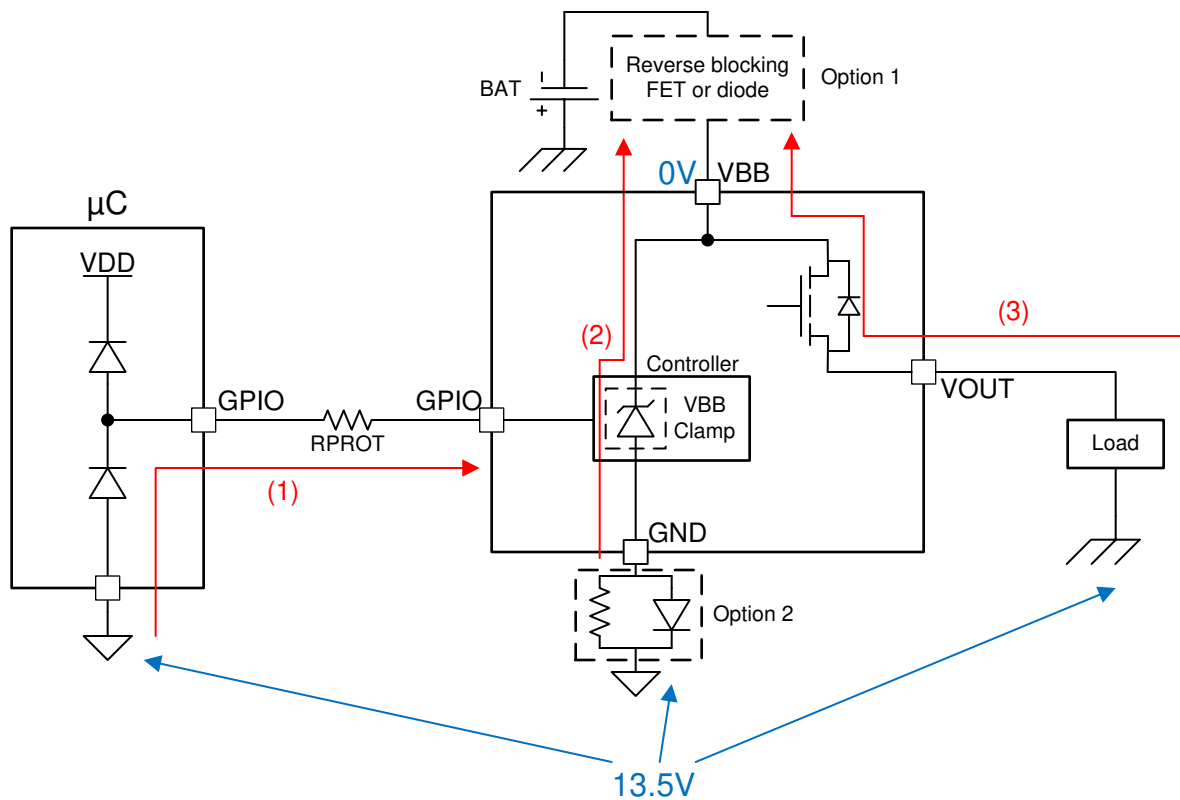 Reverse blocking
FET or diode
Option 1
BAT
-
+
0V
VBB
µC
VDD
(2)
(3)
Controller
VBB
Clamp
GPIO
RPROT
GPIO
VOUT
Load
(1)
GND
Option 2
13.5V